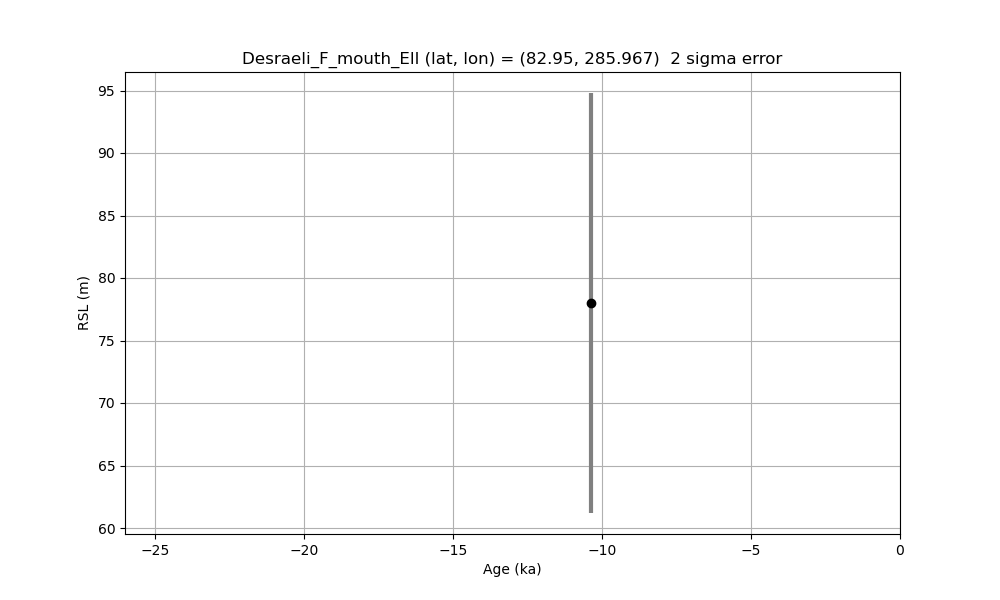 Desraeli_F_mouth_Ell (lat, lon) = (82.95, 285.967)  2 sigma error
95
90
85
80
75
70
65
60
RSL (m)
−25 −20 −15 −10 −5 0
Age (ka)